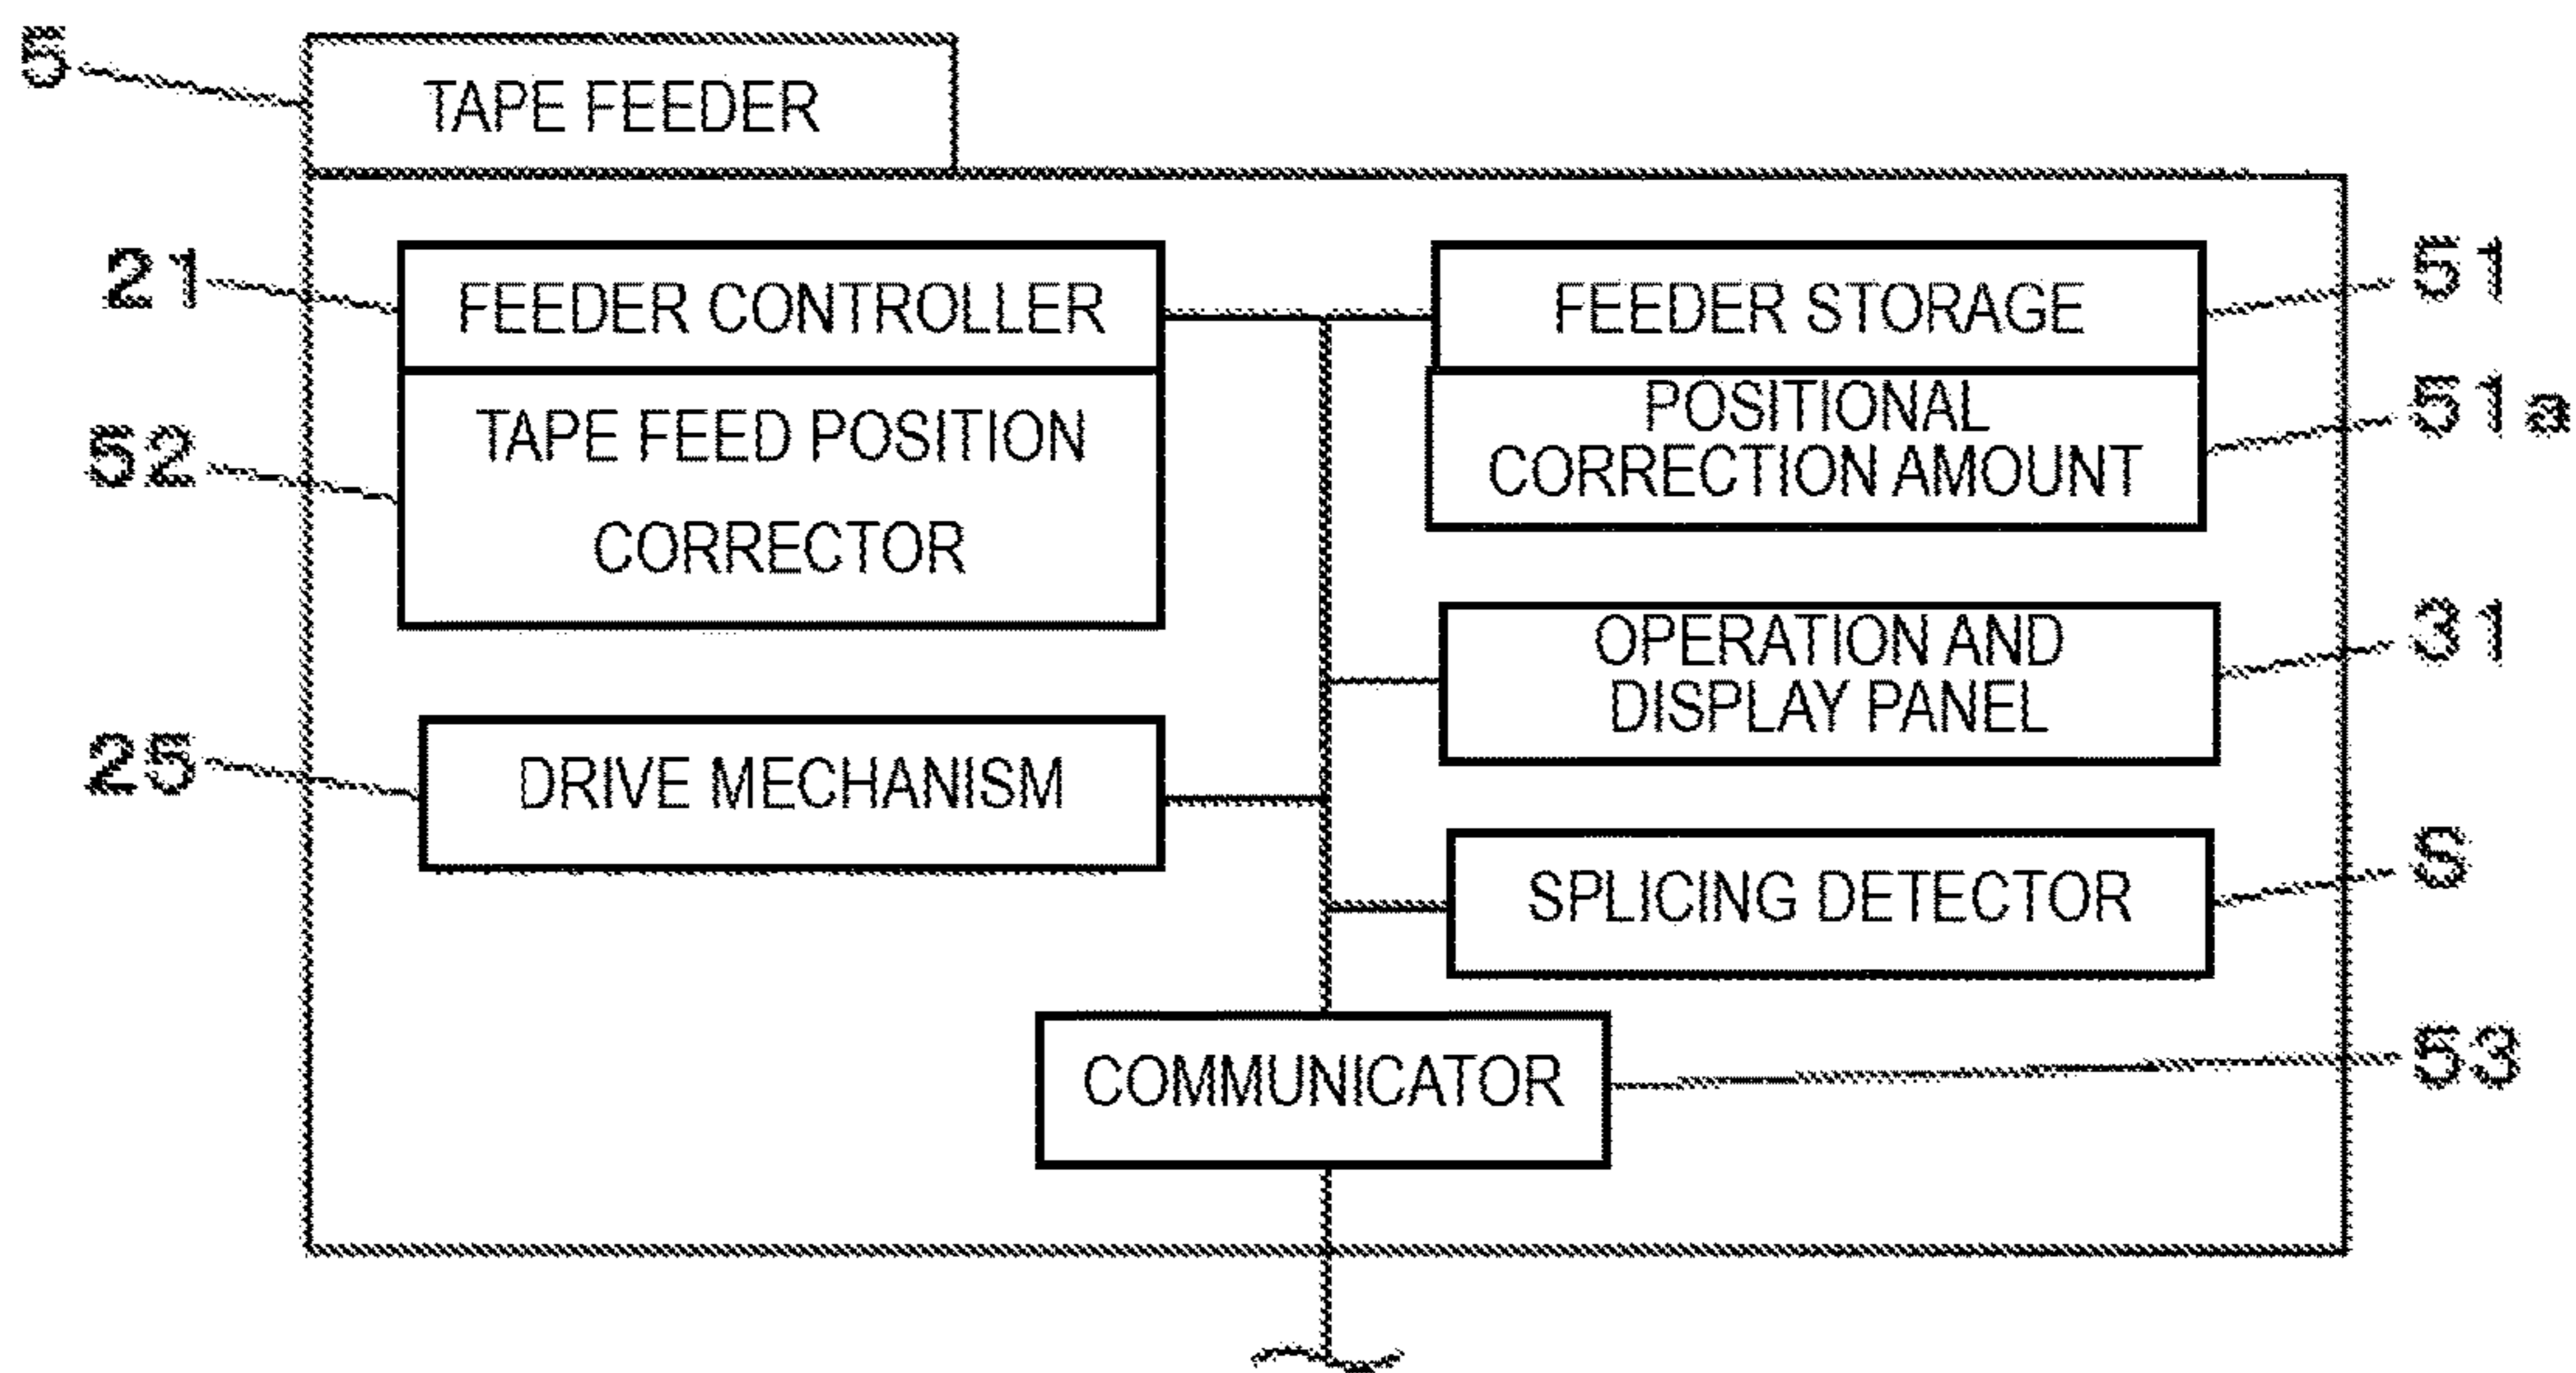 5
TAPE FEEDER
21
FEEDER CONTROLLER
52
TAPE FEED POSITION
CORRECTOR
25
DRIVE MECHANISM
FEEDER STORAGE
51
POSITIONAL
CORRECTION AMOUNT
51a
OPERATION AND
DISPLAY PANEL
31
SPLICING DETECTOR
S
COMMUNICATOR
53